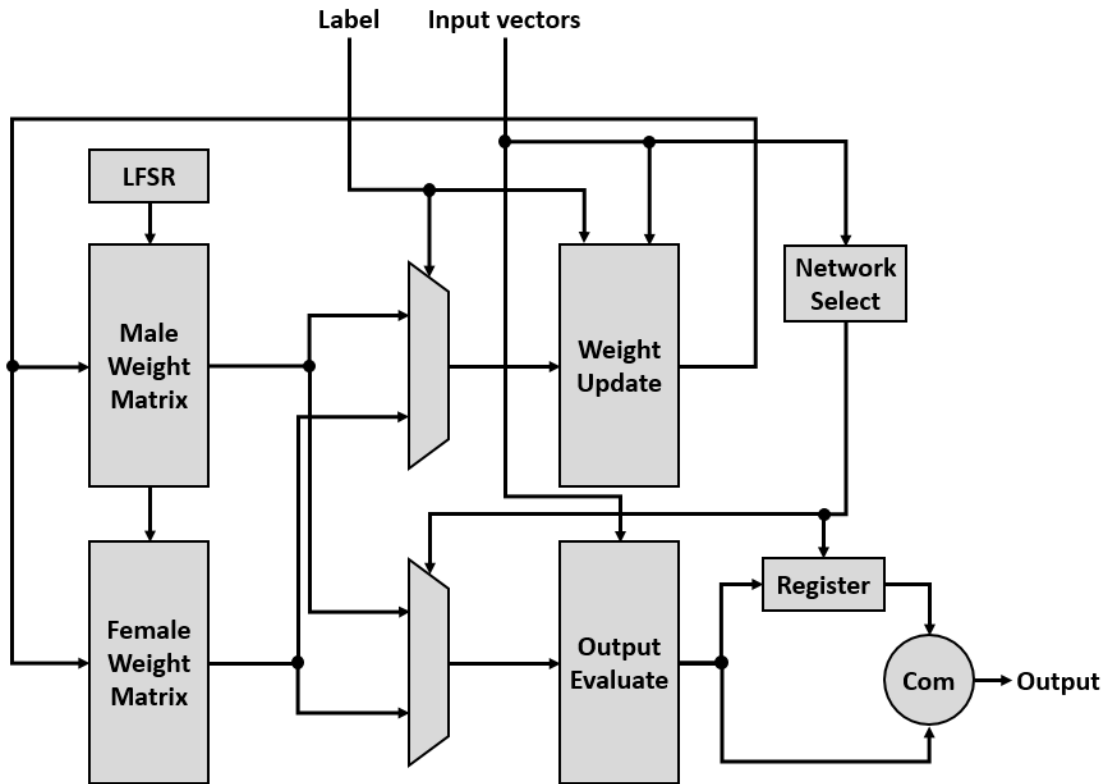 Label
Input vectors
LFSR
Network
Select
Male
Weight
Matrix
Weight
Update
Register
Female
Weight
Matrix
Output
Evaluate
Com
Output